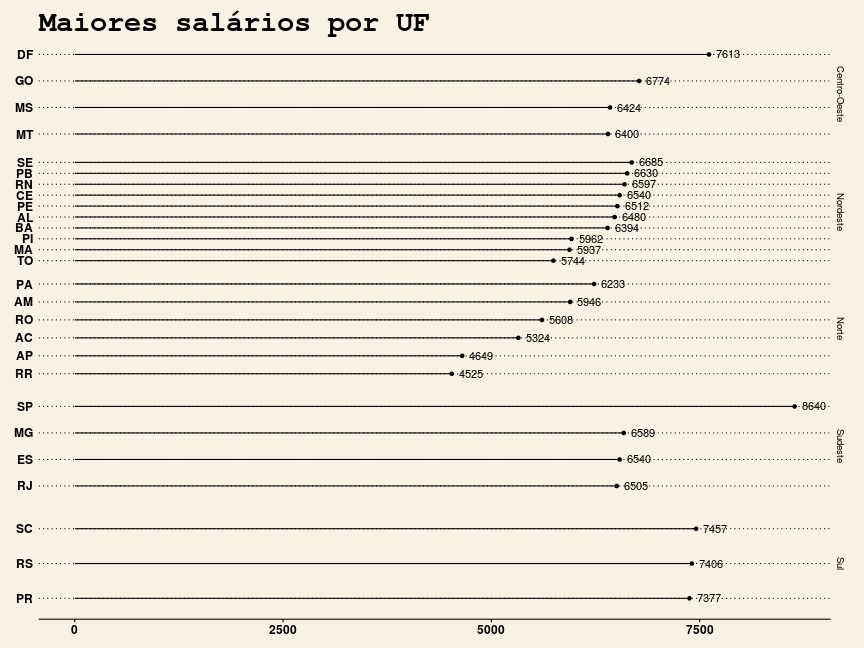 Maiores salários por UF
DF 7613
GO 6774
MS 6424
MT 6400
Centro-Oeste
SE 6685
PB 6630
RN 6597
CE 6540
PE 6512
AL 6480
BA 6394
PI 5962
MA 5937
TO 5744
Nordeste
PA 6233
AM 5946
RO 5608
AC 5324
AP 4649
RR 4525
Norte
SP 8640
MG 6589
ES 6540
RJ 6505
Sudeste
SC 7457
RS 7406
PR 7377
Sul
0 2500 5000 7500